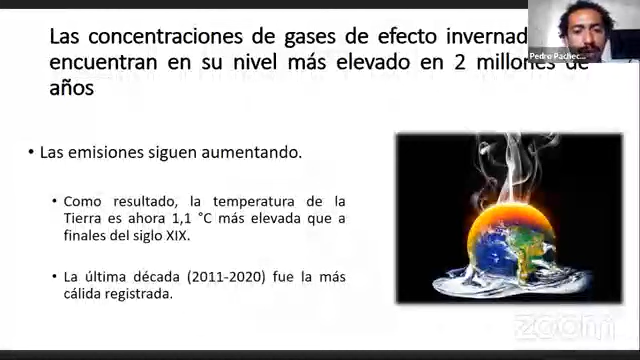 Las concentraciones de gases de efecto invernad
encuentran en su nivel más elevado en 2 millones de
años
Pedro Pachec...
• Las emisiones siguen aumentando.
• Como resultado, la temperatura de la
Tierra es ahora 1,1 °C más elevada que a
finales del siglo XIX.
• La última década (2011-2020) fue la más
cálida registrada.
zoom